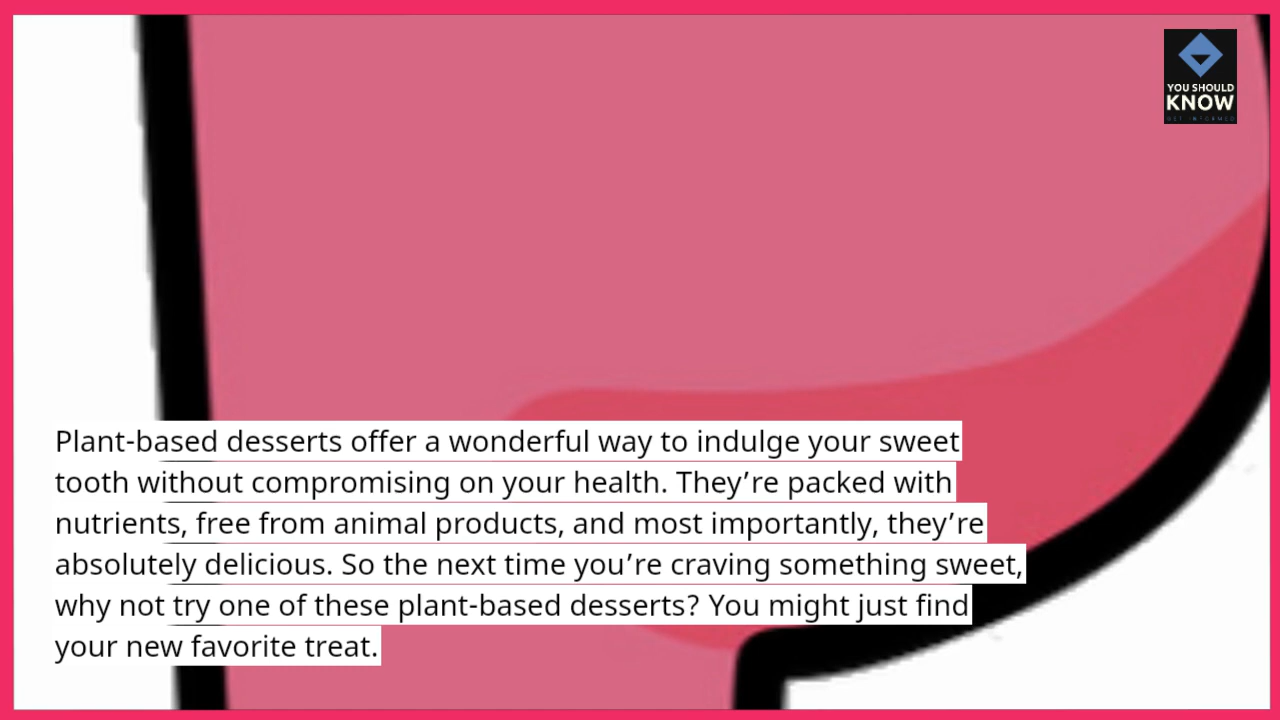 YOU SHOULD
KNOW
GET INFORMED
Plant-based desserts offer a wonderful way to indulge your sweet
tooth without compromising on your health. They’re packed with
nutrients, free from animal products, and most importantly, they’re
absolutely delicious. So the next time you’re craving something sweet,
why not try one of these plant-based desserts? You might just find
your new favorite treat.